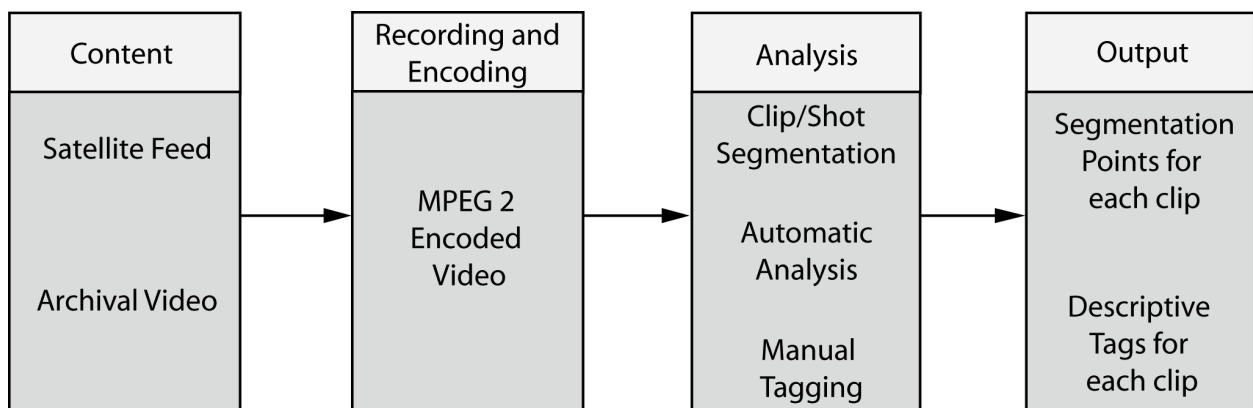 Content
Satellite Feed
Archival Video
Recording and
Encoding
MPEG 2
Encoded
Video
Analysis
Clip/Shot
Segmentation
Automatic
Analysis
Manual
Tagging
Output
Segmentation
Points for
each clip
Descriptive
Tags for
each clip